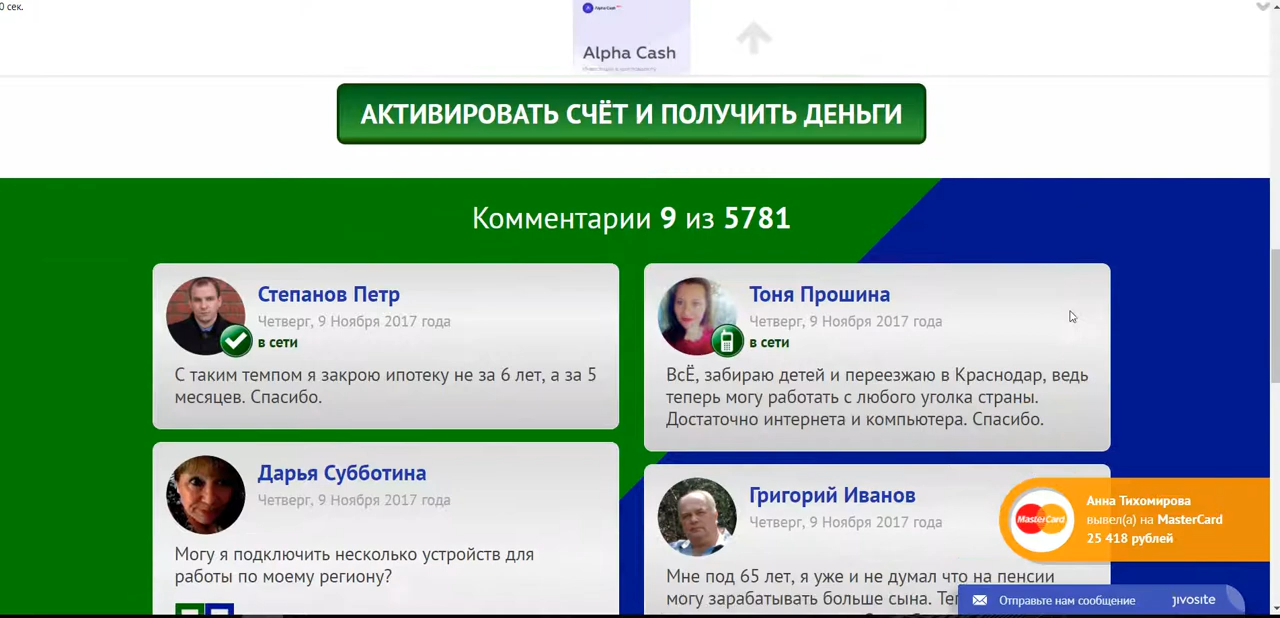 0 сек.
Alpha Cash
Alpha Cash
АКТИВИРОВАТЬ СЧЁТ И ПОЛУЧИТЬ ДЕНЬГИ
Комментарии 9 из 5781
Степанов Петр
Четверг, 9 Ноября 2017 года
в сети
С таким темпом я закрою ипотеку не за 6 лет, а за 5
месяцев. Спасибо.
Тоня Прошина
Четверг, 9 Ноября 2017 года
в сети
ВсЁ, забираю детей и переезжаю в Краснодар, ведь
теперь могу работать с любого уголка страны.
Достаточно интернета и компьютера. Спасибо.
Дарья Субботина
Четверг, 9 Ноября 2017 года
Могу я подключить несколько устройств для
работы по моему региону?
Григорий Иванов
Четверг, 9 Ноября 2017 года
Мне под 65 лет, я уже и не думал что на пенсии
могу зарабатывать больше сына.
MasterCard
Анна Тихомирова
вывел(а) на MasterCard
25 418 рублей
Отправьте нам сообщение
jivosite